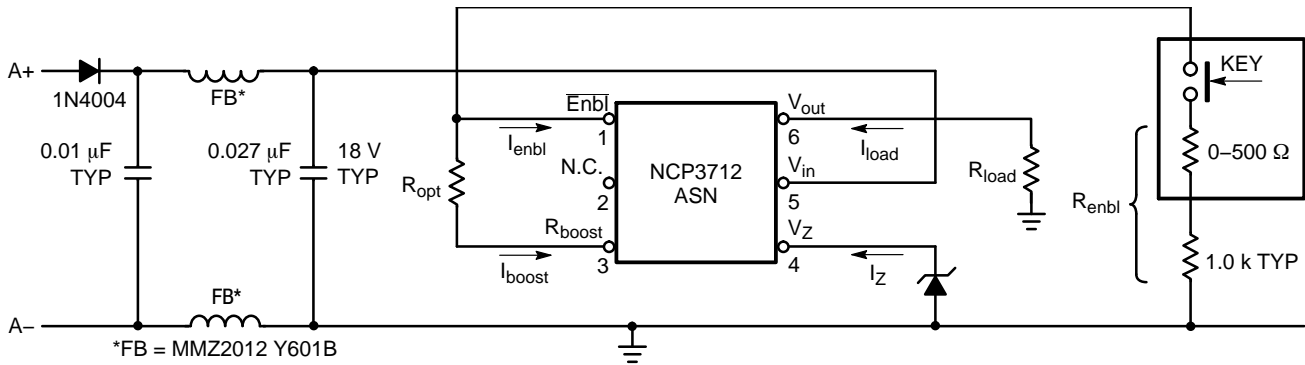 A+
1N4004
FB*
0.01 μF
TYP
0.027 μF
TYP
18 V
TYP
R_opt
Enbl
1
I_enbl
N.C.
2
R_boost
3
I_boost
NCP3712
ASN
V_out
6
I_load
V_in
5
V_Z
4
I_Z
R_load
KEY
0–500 Ω
R_enbl
1.0 k TYP
FB*
A–
*FB = MMZ2012 Y601B